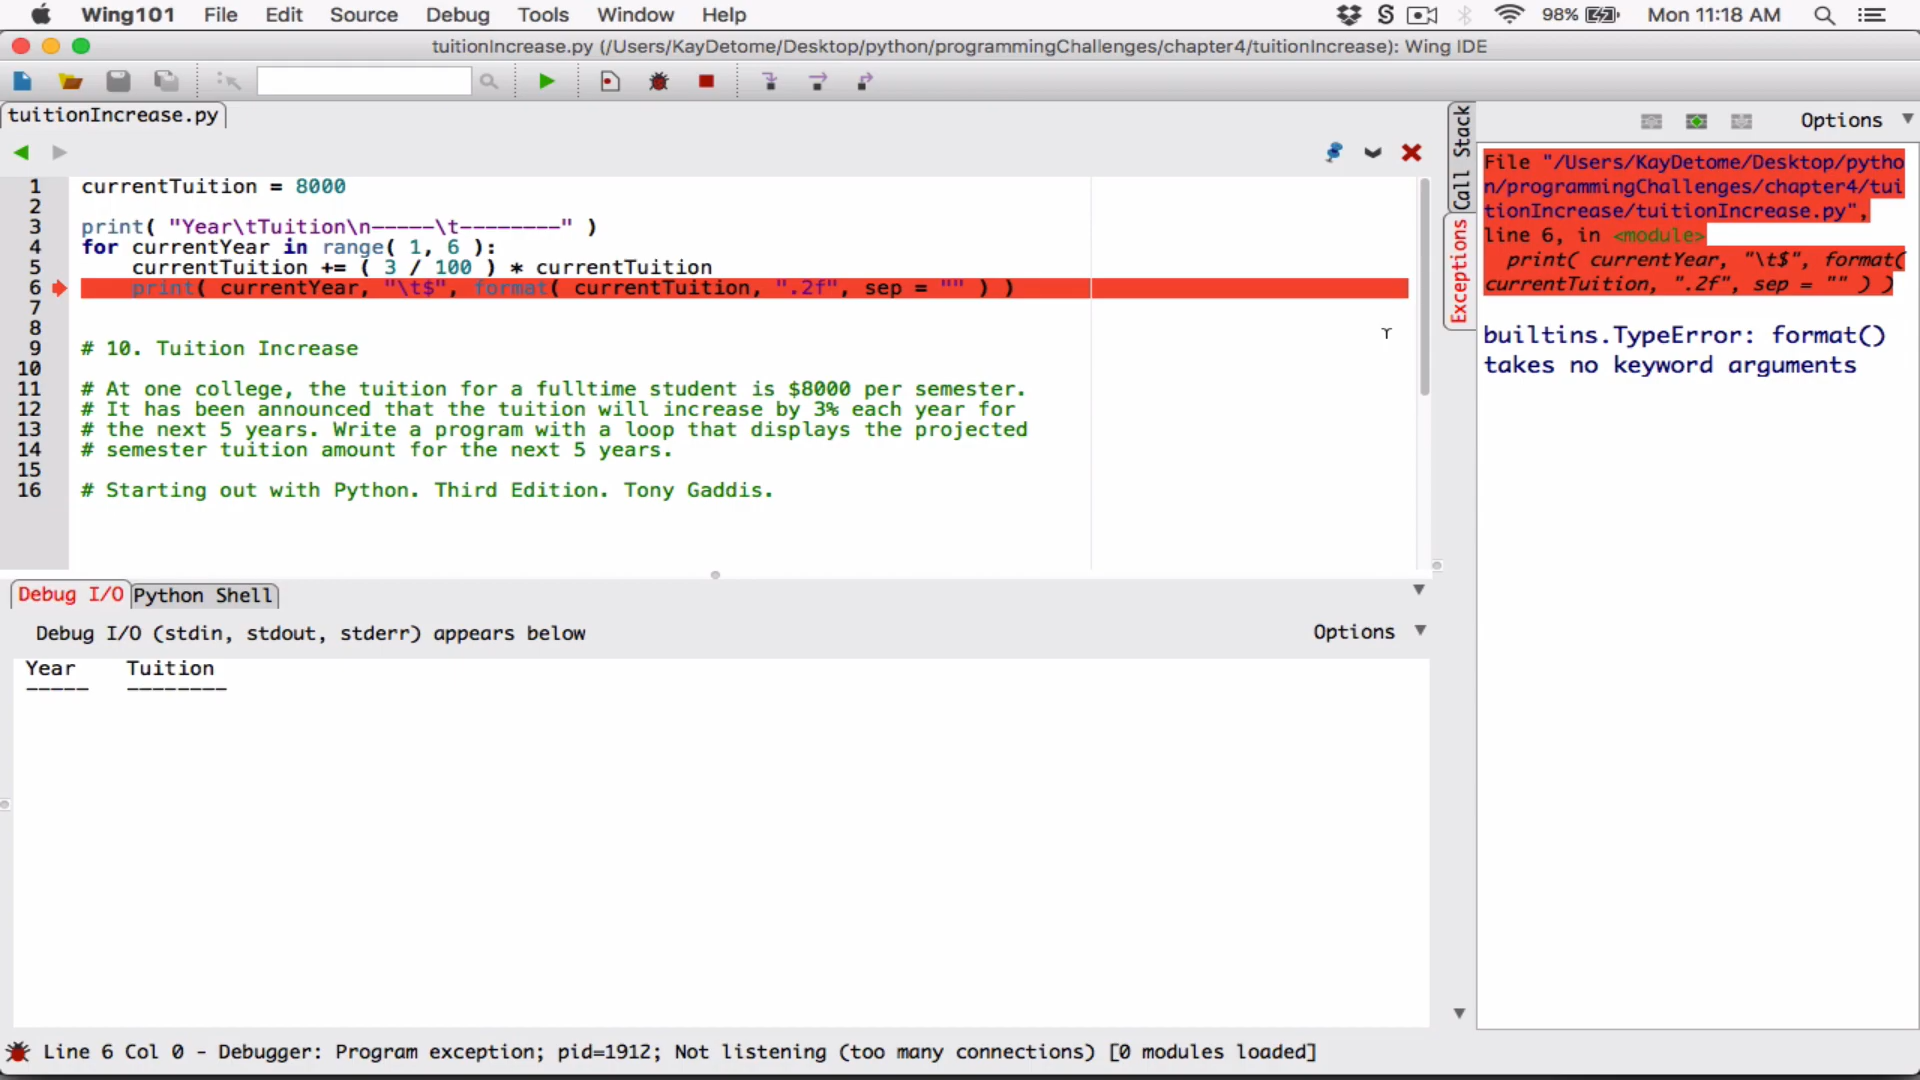 Wing101 File Edit Source Debug Tools Window Help 98% Mon 11:18 AM
tuitionIncrease.py (/Users/KayDetome/Desktop/python/programmingChallenges/chapter4/tuitionIncrease): Wing IDE
tuitionIncrease.py
1 currentTuition = 8000
2
3 print( "Year\tTuition\n-----\t--------" )
4 for currentYear in range( 1, 6 ):
5 currentTuition += ( 3 / 100 ) * currentTuition
6 print( currentYear, "\t$", format( currentTuition, ".2f", sep = "" ) )
7
8
9 # 10. Tuition Increase
10
11 # At one college, the tuition for a fulltime student is $8000 per semester.
12 # It has been announced that the tuition will increase by 3% each year for
13 # the next 5 years. Write a program with a loop that displays the projected
14 # semester tuition amount for the next 5 years.
15
16 # Starting out with Python. Third Edition. Tony Gaddis.
Call Stack
Exceptions
Options
File "/Users/KayDetome/Desktop/pytho
n/programmingChallenges/chapter4/tui
tionIncrease/tuitionIncrease.py",
line 6, in <module>
print( currentYear, "\t$", format(
currentTuition, ".2f", sep = "" ) )
builtins.TypeError: format()
takes no keyword arguments
Debug I/O Python Shell
Debug I/O (stdin, stdout, stderr) appears below Options
Year Tuition
----- --------
Line 6 Col 0 - Debugger: Program exception; pid=1912; Not listening (too many connections) [0 modules loaded]